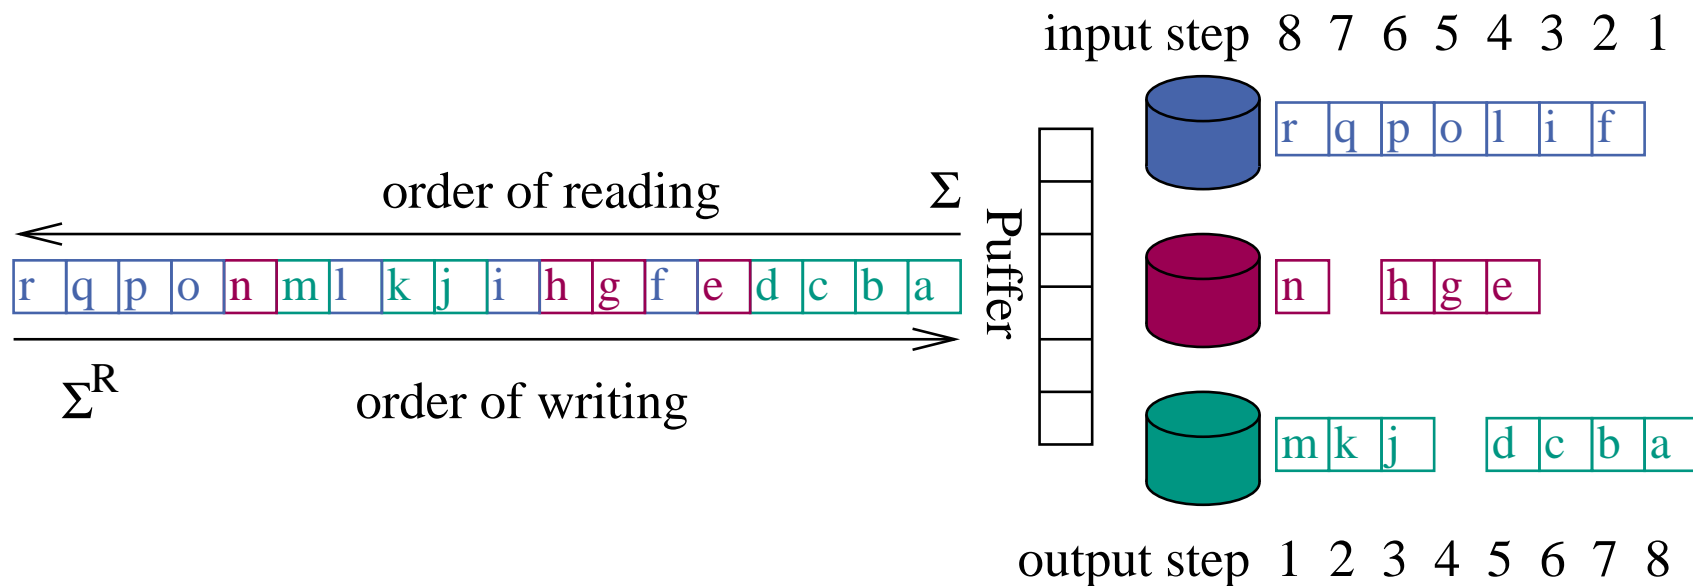 input step 8 7 6 5 4 3 2 1
r q p o l i f
order of reading Σ
Puffer
r q p o n m l k j i h g f e d c b a
n h g e
Σ^R order of writing
m k j d c b a
output step 1 2 3 4 5 6 7 8